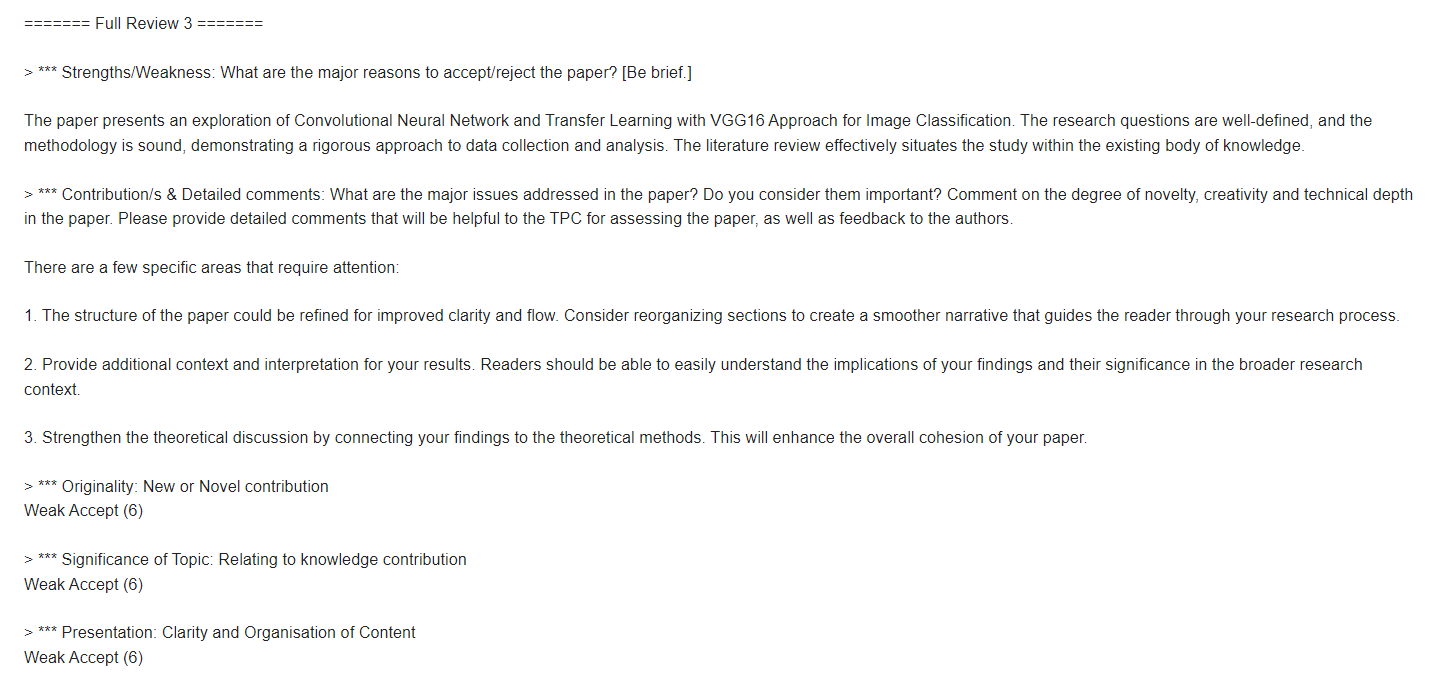 ======= Full Review 3 =======
> *** Strengths/Weakness: What are the major reasons to accept/reject the paper? [Be brief.]
The paper presents an exploration of Convolutional Neural Network and Transfer Learning with VGG16 Approach for Image Classification. The research questions are well-defined, and the
methodology is sound, demonstrating a rigorous approach to data collection and analysis. The literature review effectively situates the study within the existing body of knowledge.
> *** Contribution/s & Detailed comments: What are the major issues addressed in the paper? Do you consider them important? Comment on the degree of novelty, creativity and technical depth
in the paper. Please provide detailed comments that will be helpful to the TPC for assessing the paper, as well as feedback to the authors.
There are a few specific areas that require attention:
1. The structure of the paper could be refined for improved clarity and flow. Consider reorganizing sections to create a smoother narrative that guides the reader through your research process.
2. Provide additional context and interpretation for your results. Readers should be able to easily understand the implications of your findings and their significance in the broader research
context.
3. Strengthen the theoretical discussion by connecting your findings to the theoretical methods. This will enhance the overall cohesion of your paper.
> *** Originality: New or Novel contribution
Weak Accept (6)
> *** Significance of Topic: Relating to knowledge contribution
Weak Accept (6)
> *** Presentation: Clarity and Organisation of Content
Weak Accept (6)